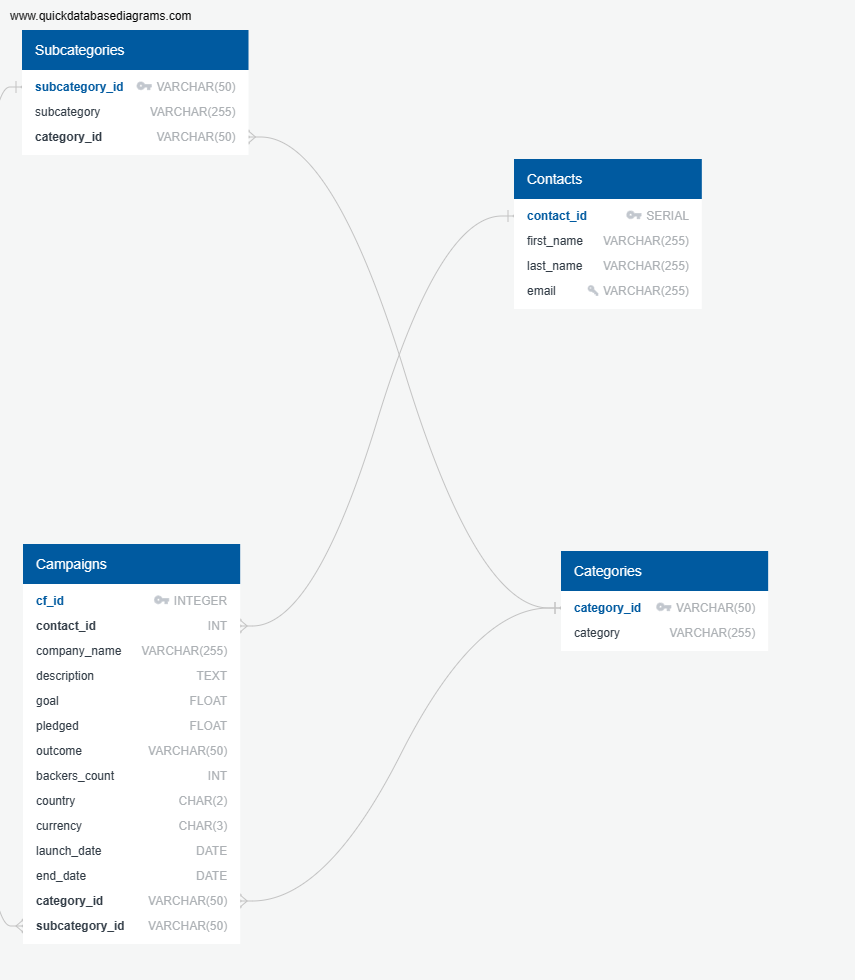 www.quickdatabasediagrams.com
Subcategories
subcategory_id VARCHAR(50)
subcategory VARCHAR(255)
category_id VARCHAR(50)
Contacts
contact_id SERIAL
first_name VARCHAR(255)
last_name VARCHAR(255)
email VARCHAR(255)
Campaigns
cf_id INTEGER
contact_id INT
company_name VARCHAR(255)
description TEXT
goal FLOAT
pledged FLOAT
outcome VARCHAR(50)
backers_count INT
country CHAR(2)
currency CHAR(3)
launch_date DATE
end_date DATE
category_id VARCHAR(50)
subcategory_id VARCHAR(50)
Categories
category_id VARCHAR(50)
category VARCHAR(255)